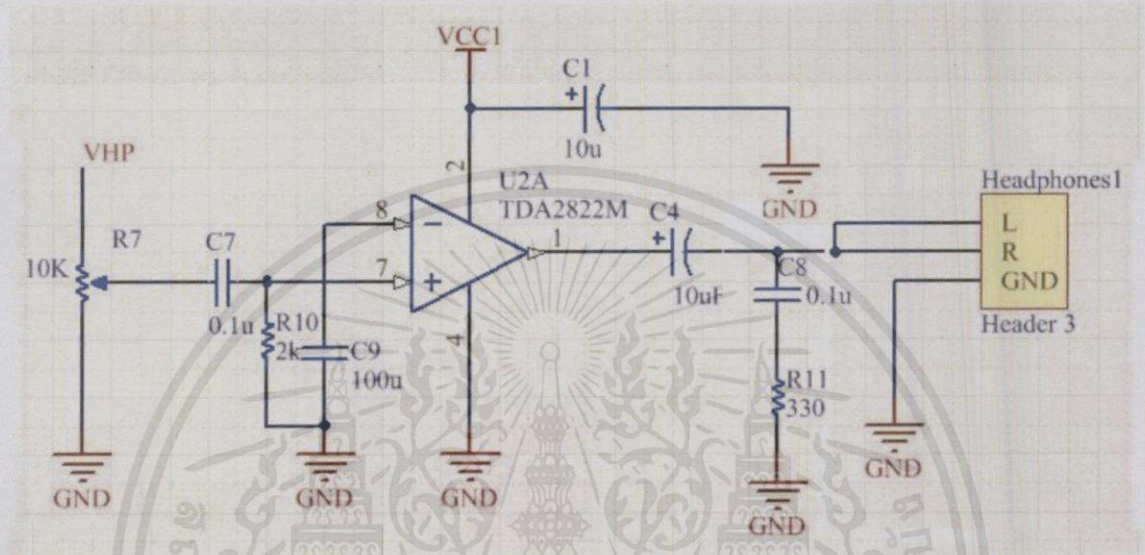 VCC1
C1
+
10u
GND
VHP
R7
10K
C7
0.1u
R10
2k
C9
100u
GND
GND
2
8
7
−
+
U2A
TDA2822M
1
4
GND
C4
+
10uF
C8
0.1u
R11
330
GND
Headphones1
L
R
GND
Header 3
GND